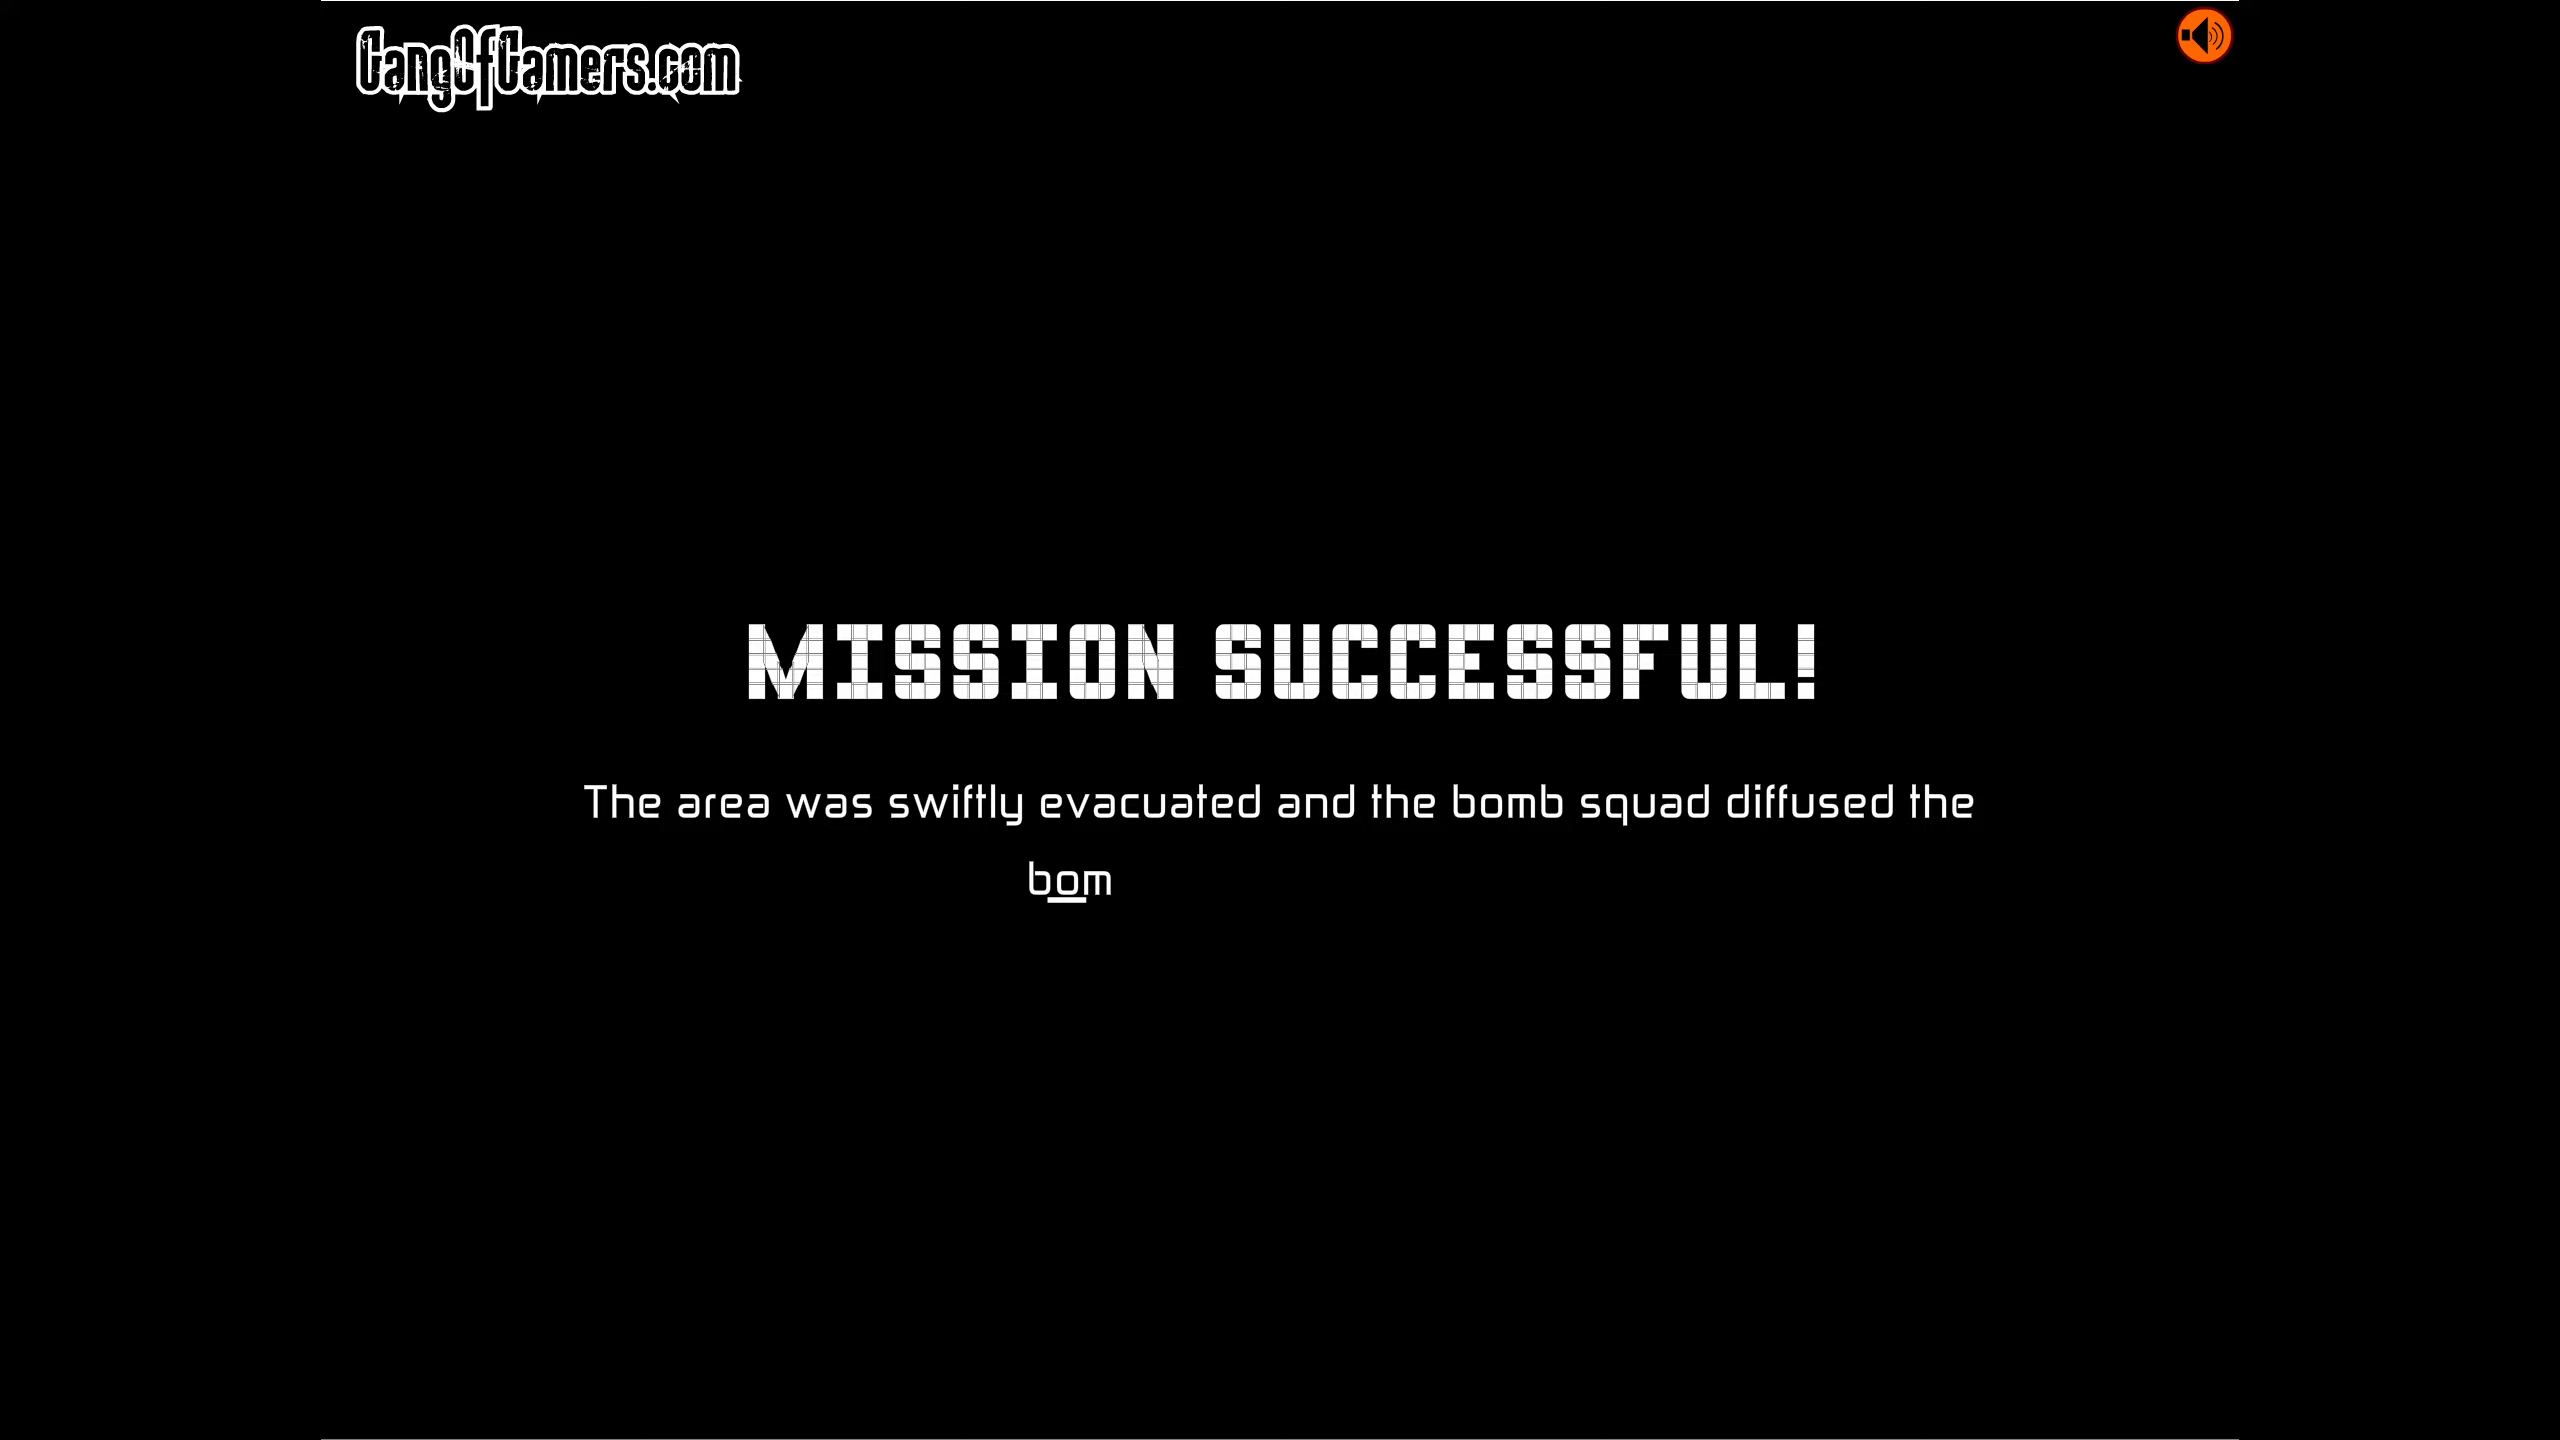 GangOfGamers.com
MISSION SUCCESSFUL!
The area was swiftly evacuated and the bomb squad diffused the
bom